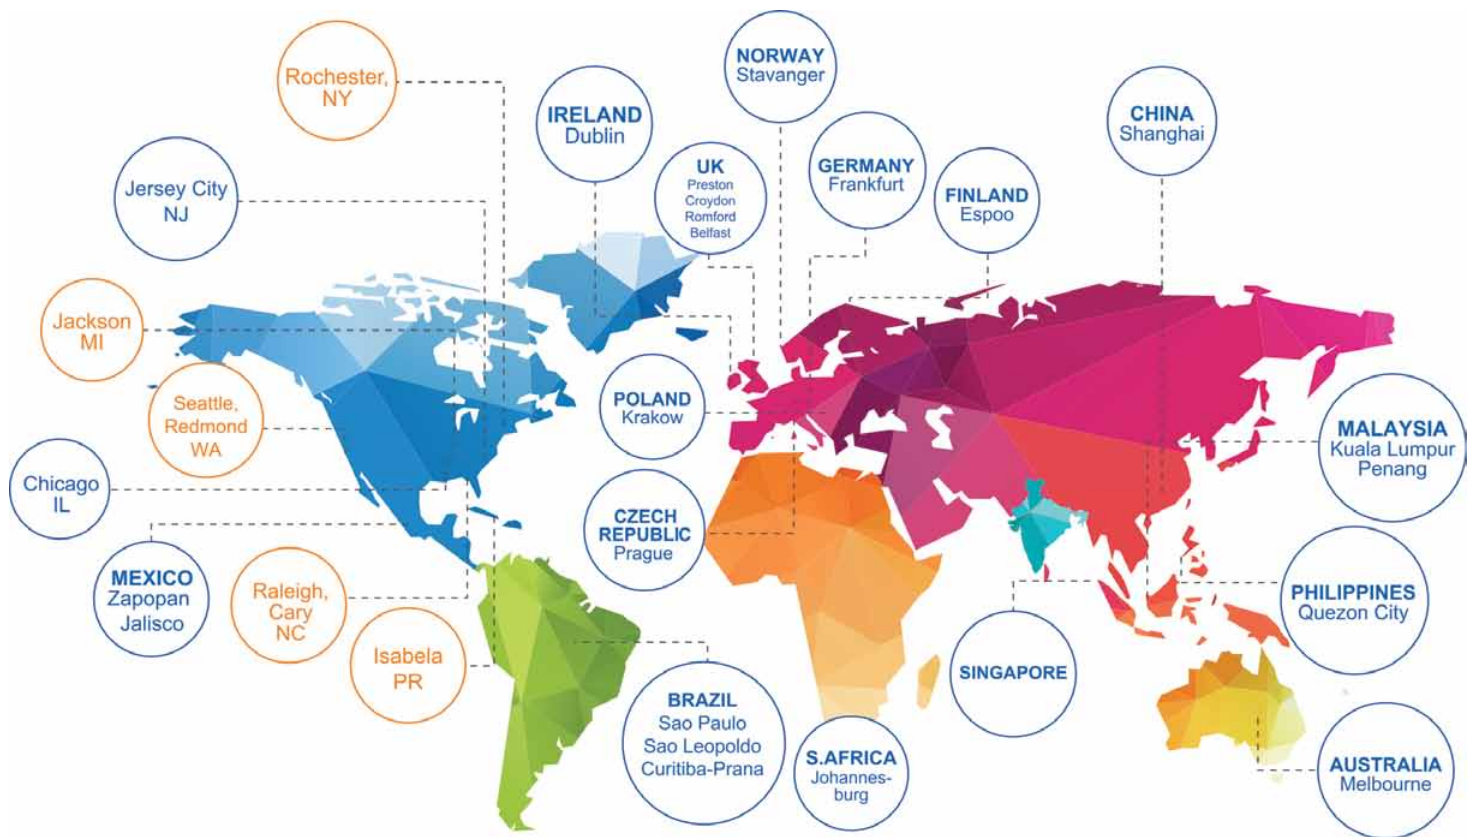 Rochester,
NY
NORWAY
Stavanger
IRELAND
Dublin
CHINA
Shanghai
UK
Preston
Croydon
Romford
Belfast
GERMANY
Frankfurt
FINLAND
Espoo
Jersey City
NJ
Jackson
MI
Seattle,
Redmond
WA
POLAND
Krakow
MALAYSIA
Kuala Lumpur
Penang
Chicago
IL
CZECH
REPUBLIC
Prague
MEXICO
Zapopan
Jalisco
Raleigh,
Cary
NC
PHILIPPINES
Quezon City
Isabela
PR
SINGAPORE
BRAZIL
Sao Paulo
Sao Leopoldo
Curitiba-Prana
S.AFRICA
Johannes-
burg
AUSTRALIA
Melbourne